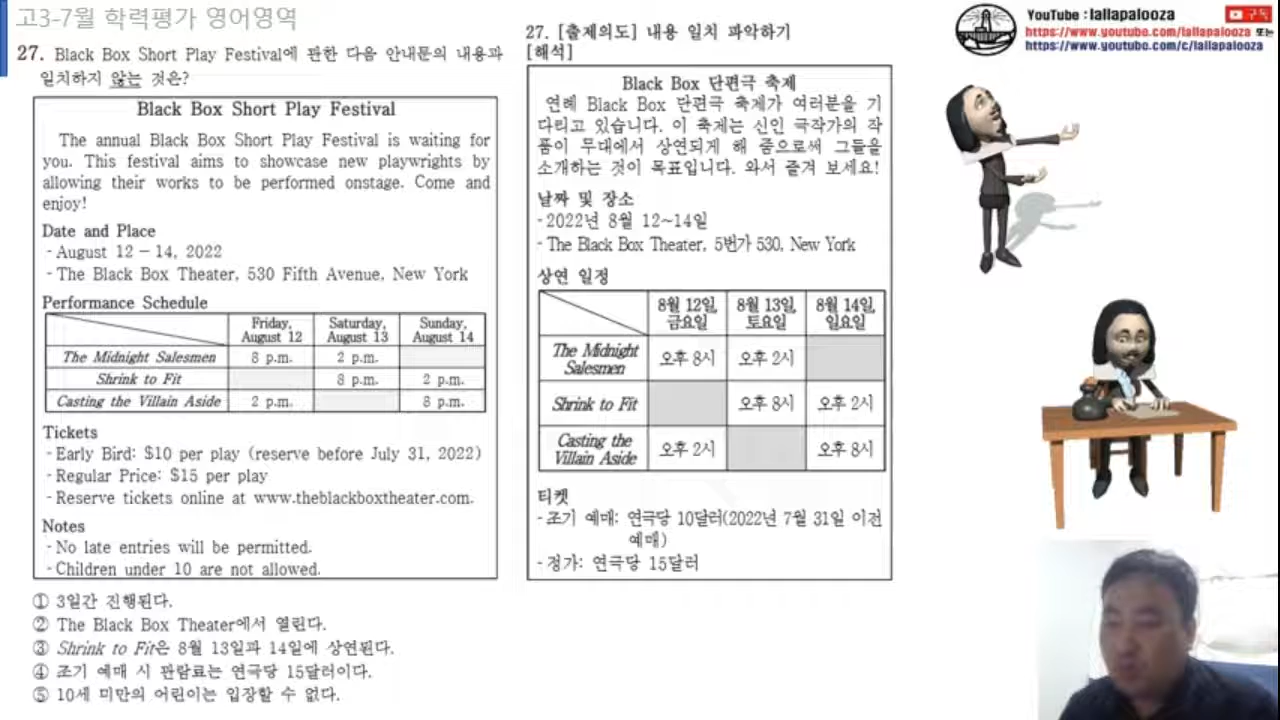 고3-7월 학력평가 영어영역
27. Black Box Short Play Festival에 관한 다음 안내문의 내용과
일치하지 않는 것은?
Black Box Short Play Festival
The annual Black Box Short Play Festival is waiting for
you. This festival aims to showcase new playwrights by
allowing their works to be performed onstage. Come and
enjoy!
Date and Place
- August 12 – 14, 2022
- The Black Box Theater, 530 Fifth Avenue, New York
Performance Schedule
Friday, August 12
Saturday, August 13
Sunday, August 14
The Midnight Salesmen 8 p.m. 2 p.m.
Shrink to Fit 8 p.m. 2 p.m.
Casting the Villain Aside 2 p.m. 8 p.m.
Tickets
- Early Bird: $10 per play (reserve before July 31, 2022)
- Regular Price: $15 per play
- Reserve tickets online at www.theblackboxtheater.com.
Notes
- No late entries will be permitted.
- Children under 10 are not allowed.
① 3일간 진행된다.
② The Black Box Theater에서 열린다.
③ Shrink to Fit은 8월 13일과 14일에 상연된다.
④ 조기 예매 시 관람료는 연극당 15달러이다.
⑤ 10세 미만의 어린이는 입장할 수 없다.
27. [출제의도] 내용 일치 파악하기
[해석]
Black Box 단편극 축제
연례 Black Box 단편극 축제가 여러분을 기
다리고 있습니다. 이 축제는 신인 극작가의 작
품이 무대에서 상연되게 해 줌으로써 그들을
소개하는 것이 목표입니다. 와서 즐겨 보세요!
날짜 및 장소
- 2022년 8월 12~14일
- The Black Box Theater, 5번가 530, New York
상연 일정
8월 12일, 금요일
8월 13일, 토요일
8월 14일, 일요일
The Midnight Salesmen 오후 8시 오후 2시
Shrink to Fit 오후 8시 오후 2시
Casting the Villain Aside 오후 2시 오후 8시
티켓
- 조기 예매: 연극당 10달러(2022년 7월 31일 이전
예매)
- 정가: 연극당 15달러
YouTube : lallapalooza
구독
https://www.youtube.com/lallapalooza 또는
https://www.youtube.com/c/lallapalooza